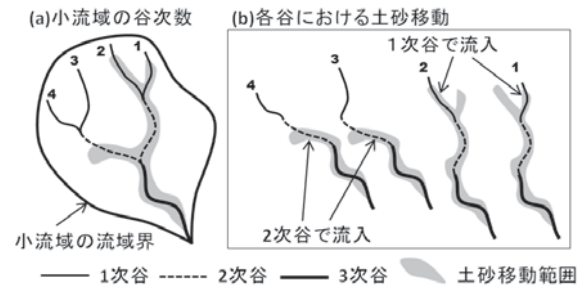 (a)小流域の谷次数
(b)各谷における土砂移動
1次谷で流入
2
1
3
4
小流域の流域界
4
3
2
1
2次谷で流入
1次谷
2次谷
3次谷
土砂移動範囲